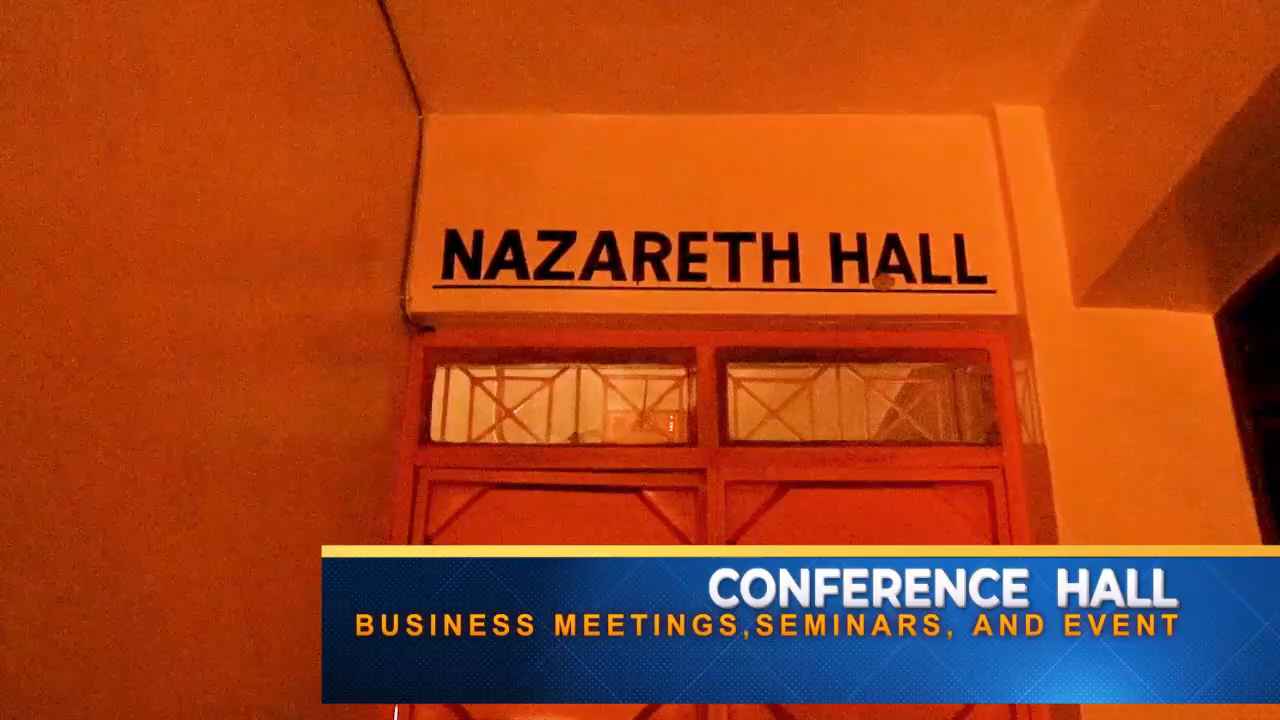 NAZARETH HALL
CONFERENCE HALL
BUSINESS MEETINGS,SEMINARS, AND EVENT